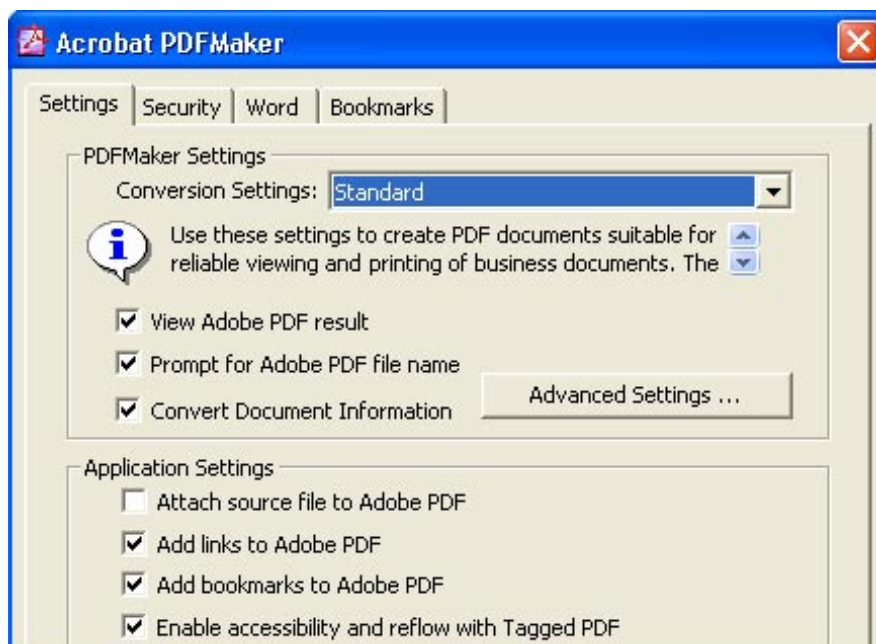 Acrobat PDFMaker
Settings Security Word Bookmarks
PDFMaker Settings
Conversion Settings: Standard
Use these settings to create PDF documents suitable for
reliable viewing and printing of business documents. The
View Adobe PDF result
Prompt for Adobe PDF file name
Convert Document Information
Advanced Settings ...
Application Settings
Attach source file to Adobe PDF
Add links to Adobe PDF
Add bookmarks to Adobe PDF
Enable accessibility and reflow with Tagged PDF